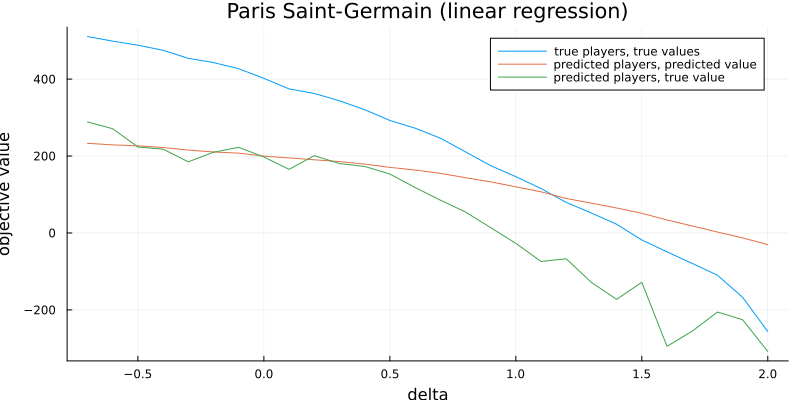 Paris Saint-Germain (linear regression)
true players, true values
predicted players, predicted value
predicted players, true value
objective value
400
200
0
−200
−0.5 0.0 0.5 1.0 1.5 2.0
delta